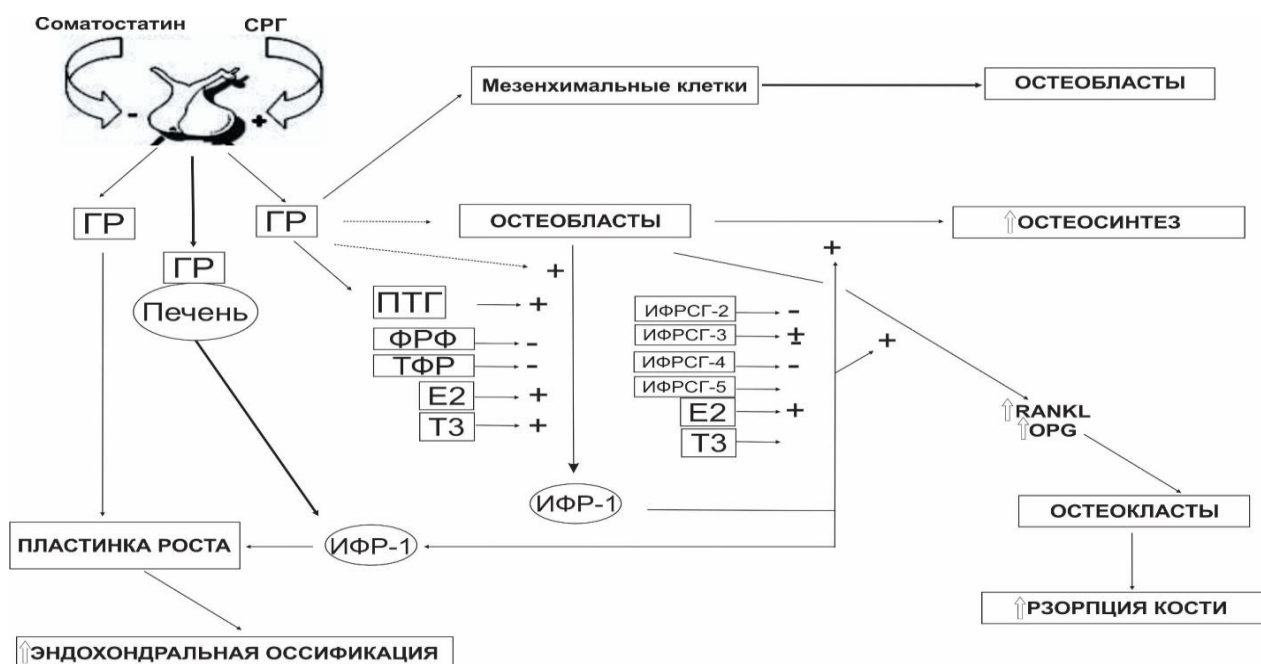 Соматостатин
СРГ
-
+
Мезенхимальные клетки
ОСТЕОБЛАСТЫ
ГР
ГР
ОСТЕОБЛАСТЫ
⇧ОСТЕОСИНТЕЗ
ГР
Печень
+
+
ПТГ
+
ФРФ
-
ТФР
-
Е2
+
Т3
+
ИФРСГ-2
-
ИФРСГ-3
±
ИФРСГ-4
-
ИФРСГ-5
Е2
+
Т3
+
⇧RANKL
⇧OPG
ИФР-1
ОСТЕОКЛАСТЫ
ПЛАСТИНКА РОСТА
ИФР-1
⇧РЗОРПЦИЯ КОСТИ
⇧ЭНДОХОНДРАЛЬНАЯ ОССИФИКАЦИЯ